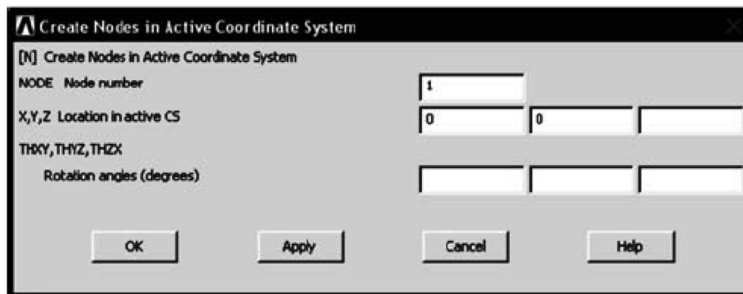 Create Nodes in Active Coordinate System
[N] Create Nodes in Active Coordinate System
NODE Node number 1
X,Y,Z Location in active CS 0 0
THXY,THYZ,THZX
Rotation angles (degrees)
OK Apply Cancel Help